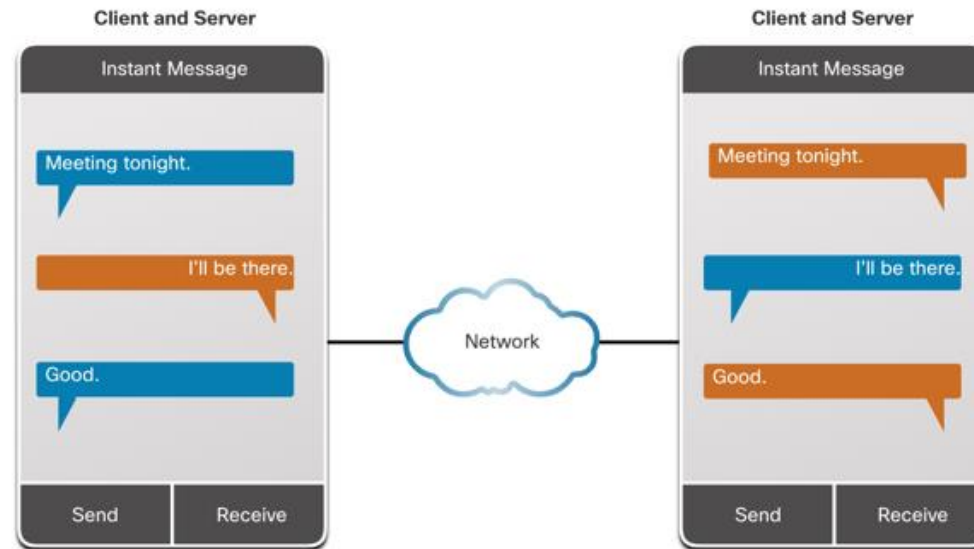 Client and Server
Instant Message
Meeting tonight.
I'll be there.
Good.
Send
Receive
Network
Client and Server
Instant Message
Meeting tonight.
I'll be there.
Good.
Send
Receive